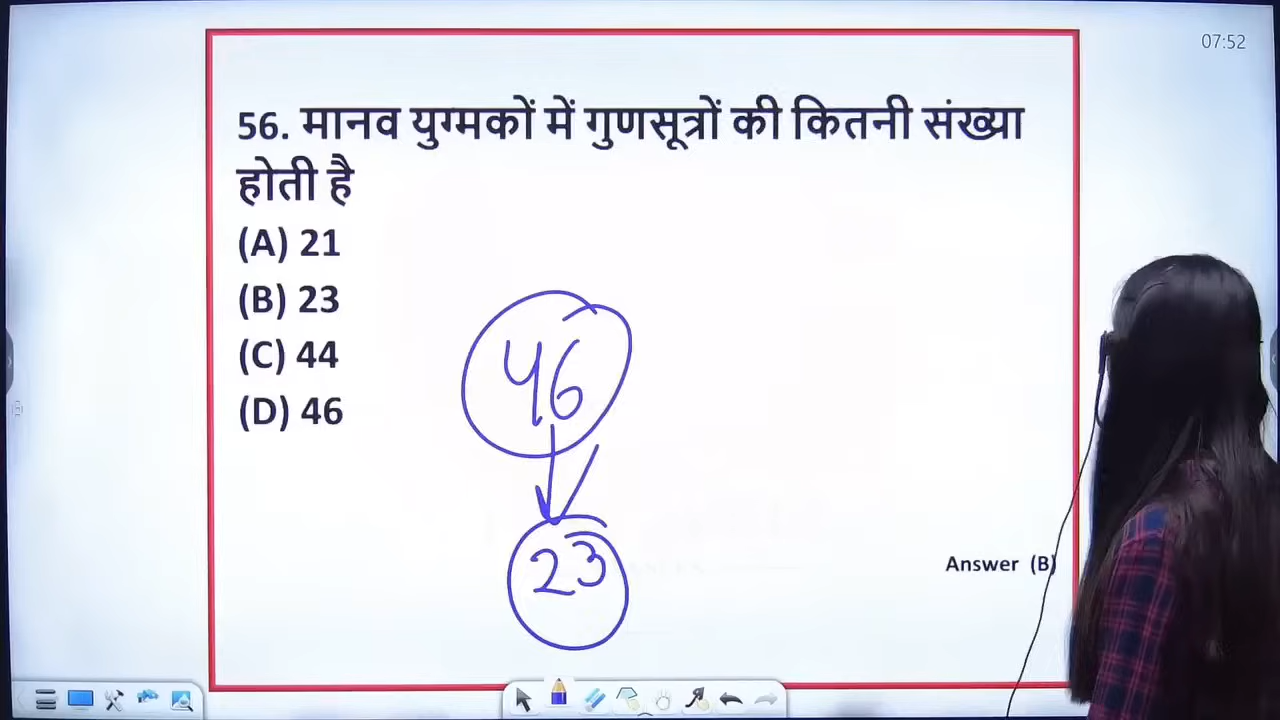 07:52
56. मानव युग्मकों में गुणसूत्रों की कितनी संख्या
होती है
(A) 21
(B) 23
(C) 44
(D) 46
46
23
Answer (B)